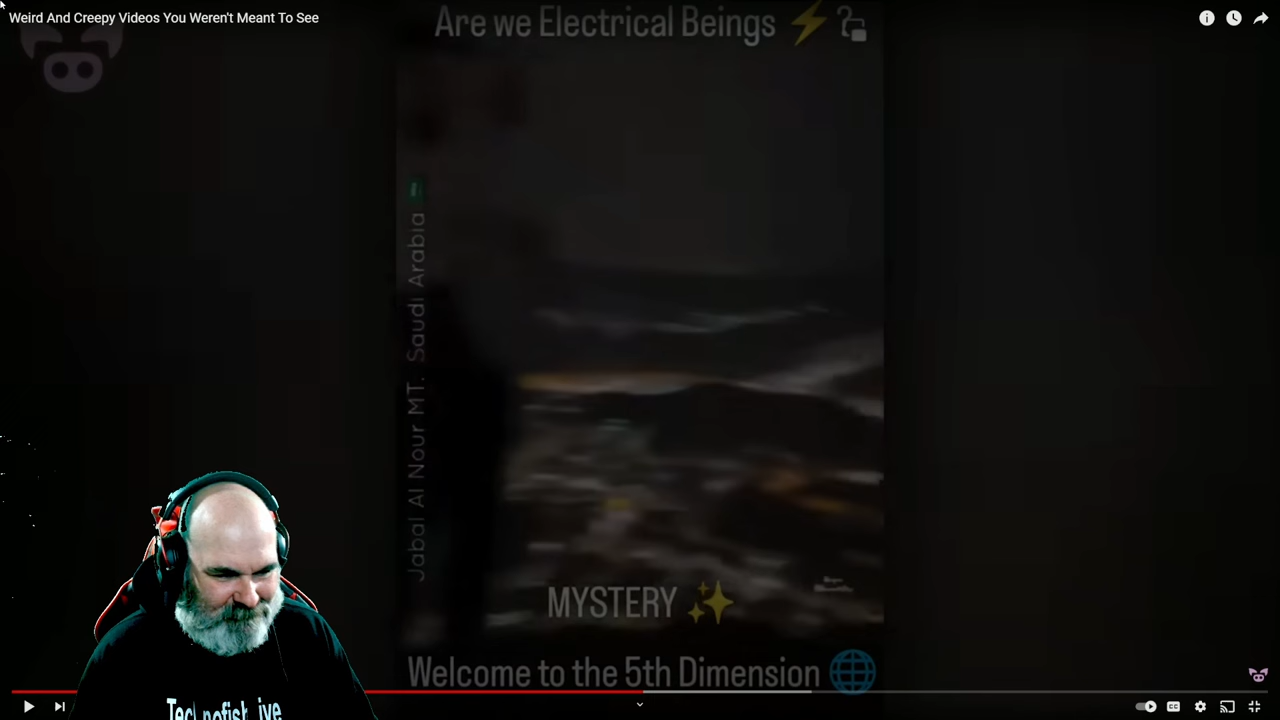 Weird And Creepy Videos You Weren't Meant To See
Are we Electrical Beings
Jabal Al Nour MT. Saudi Arabia
MYSTERY
Welcome to the 5th Dimension
CC